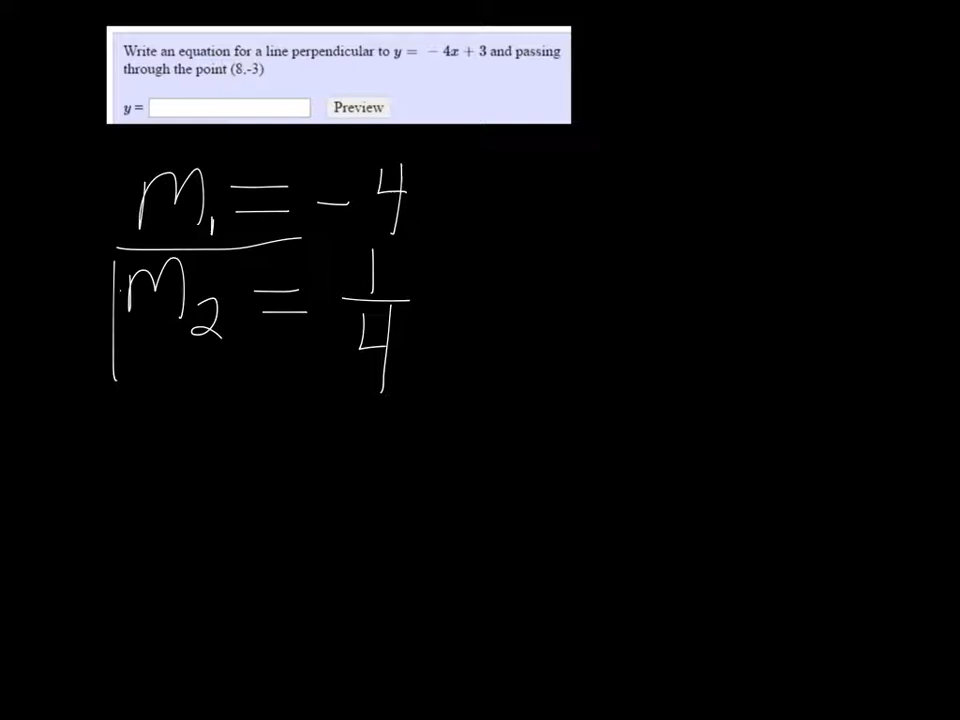 Write an equation for a line perpendicular to y = − 4x + 3 and passing
through the point (8,-3)
y =
Preview
m₁ = - 4
m₂ = 1/4